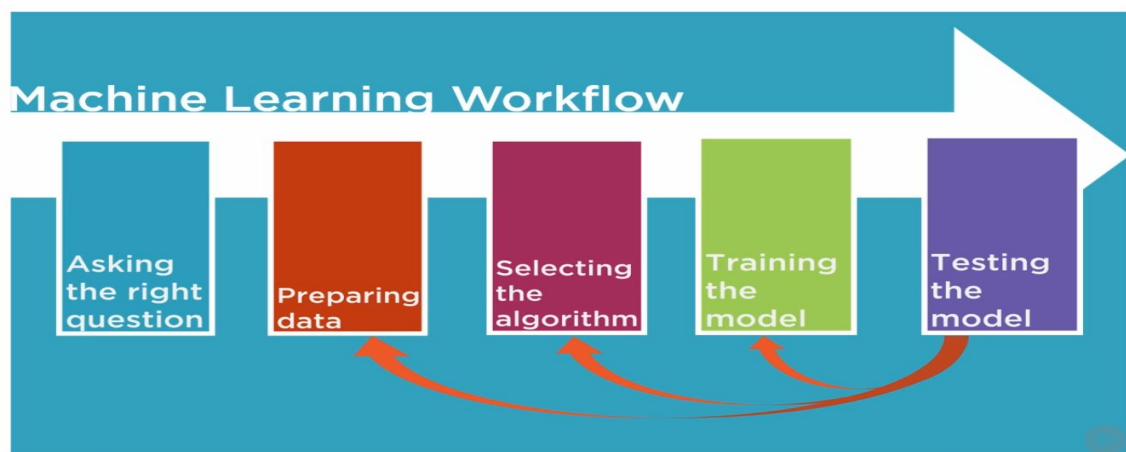 Machine Learning Workflow
Asking
the right
question
Preparing
data
Selecting
the
algorithm
Training
the
model
Testing
the
model